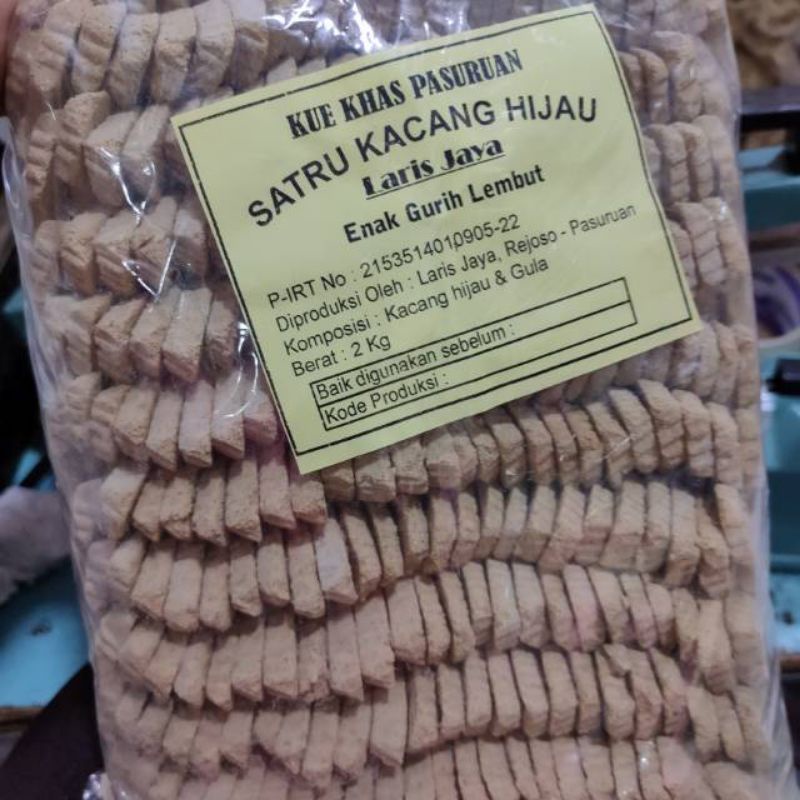 KUE KHAS PASURUAN
SATRU KACANG HIJAU
Laris Jaya
Enak Gurih Lembut
P-IRT No : 2153514010905-22
Diproduksi Oleh : Laris Jaya, Rejoso - Pasuruan
Komposisi : Kacang hijau & Gula
Berat : 2 Kg
Baik digunakan sebelum :
Kode Produksi :